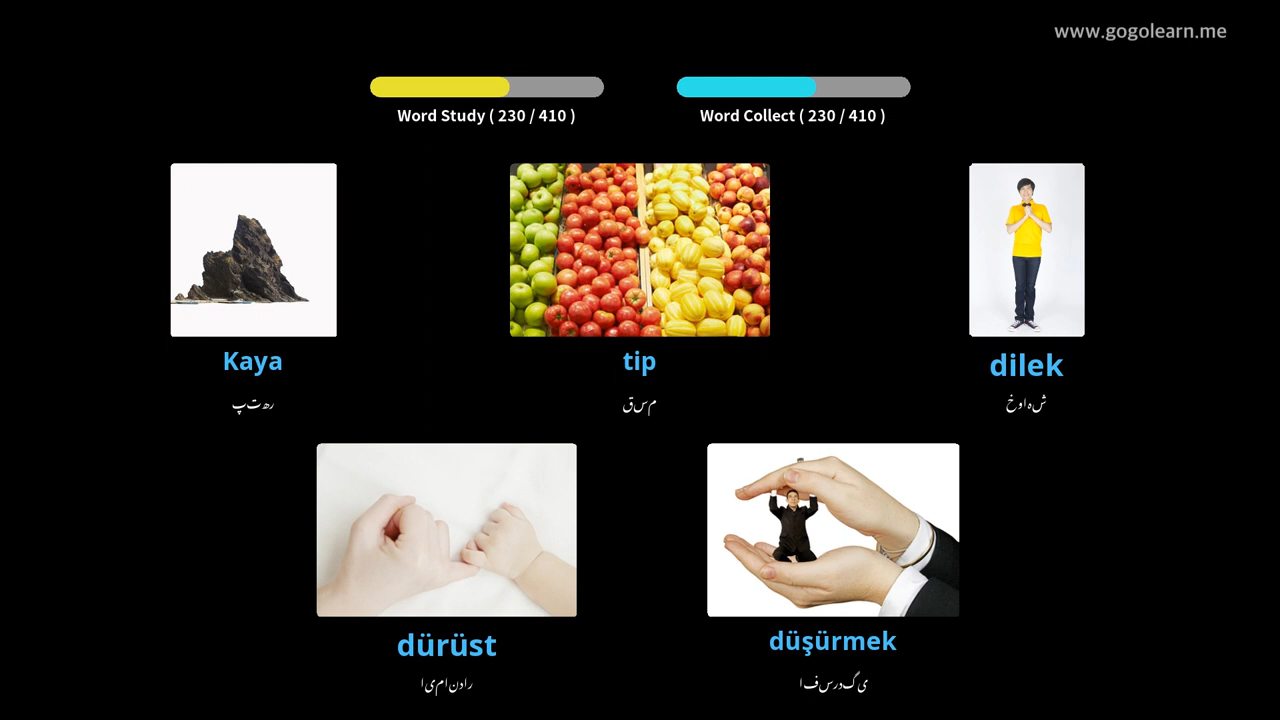 www.gogolearn.me
Word Study ( 230 / 410 )
Word Collect ( 230 / 410 )
Kaya
tip
dilek
پتھر
قسم
خواہش
dürüst
düşürmek
ایماندار
افسردگی